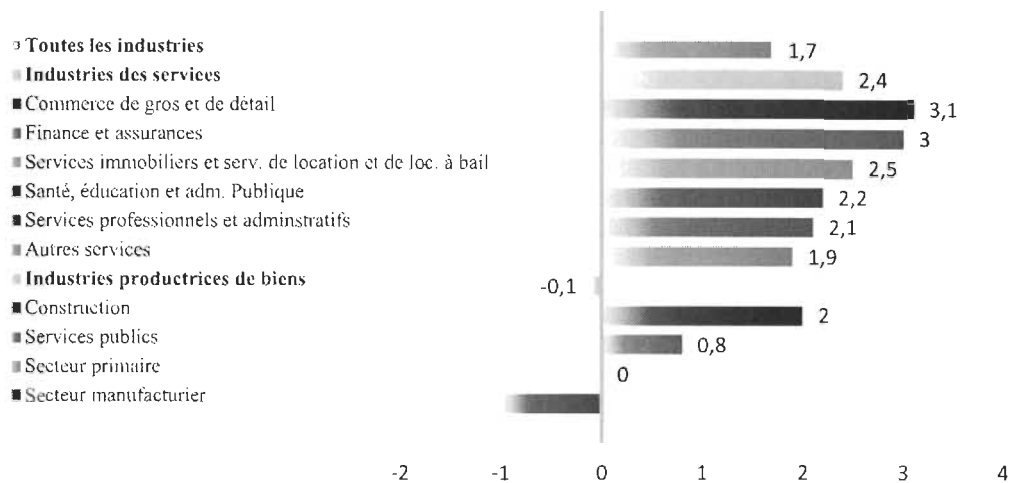 Toutes les industries 1,7
Industries des services 2,4
Commerce de gros et de détail 3,1
Finance et assurances 3
Services immobiliers et serv. de location et de loc. à bail 2,5
Santé, éducation et adm. Publique 2,2
Services professionnels et adminstratifs 2,1
Autres services 1,9
Industries productrices de biens -0,1
Construction 2
Services publics 0,8
Secteur primaire 0
Secteur manufacturier
-2 -1 0 1 2 3 4